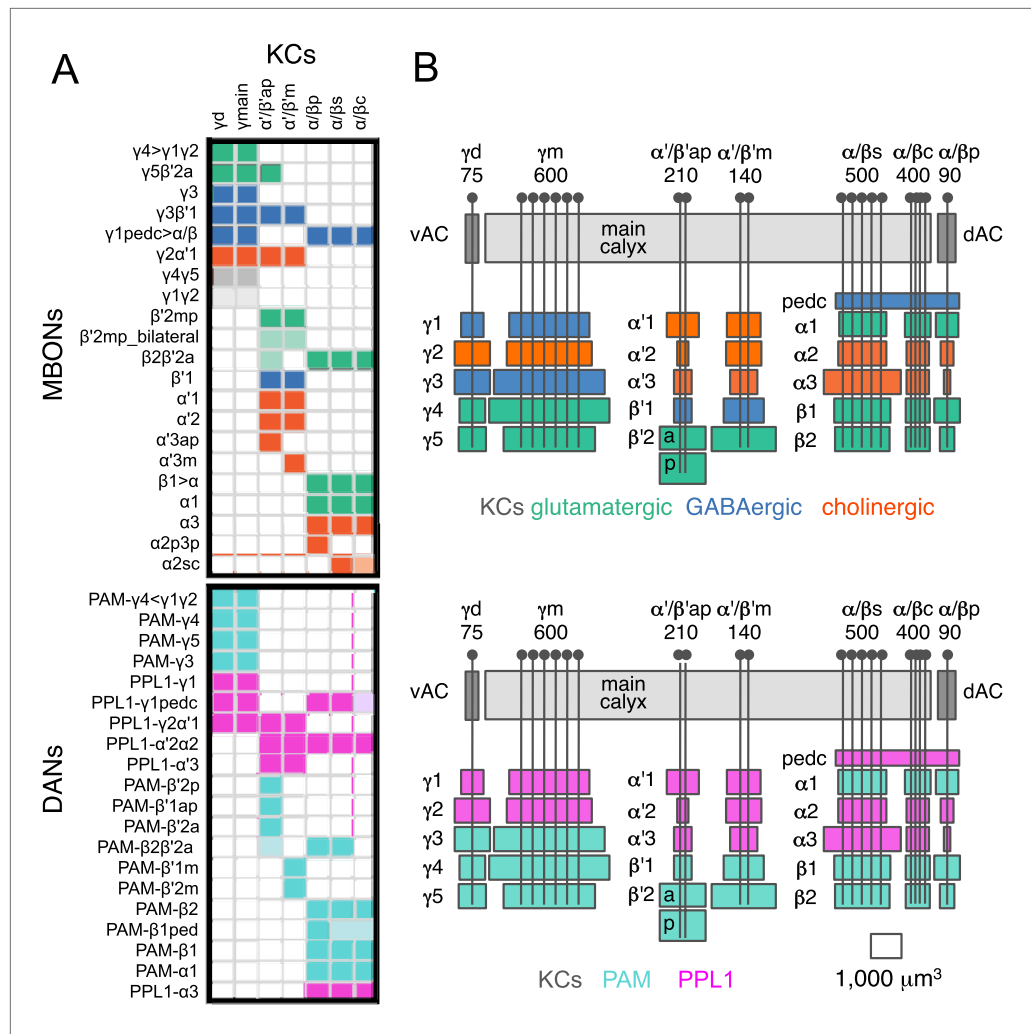 A
KCs
γd
γmain
α'/β'ap
α'/β'm
α/βp
α/βs
α/βc
MBONs
γ4>γ1γ2
γ5β'2a
γ3
γ3β'1
γ1pedc>α/β
γ2α'1
γ4γ5
γ1γ2
β'2mp
β'2mp_bilateral
β2β'2a
β'1
α'1
α'2
α'3ap
α'3m
β1>α
α1
α3
α2p3p
α2sc
DANs
PAM-γ4<γ1γ2
PAM-γ4
PAM-γ5
PAM-γ3
PPL1-γ1
PPL1-γ1pedc
PPL1-γ2α'1
PPL1-α'2α2
PPL1-α'3
PAM-β'2p
PAM-β'1ap
PAM-β'2a
PAM-β2β'2a
PAM-β'1m
PAM-β'2m
PAM-β2
PAM-β1ped
PAM-β1
PAM-α1
PPL1-α3
B
γd γm α'/β'ap α'/β'm α/βs α/βc α/βp
75 600 210 140 500 400 90
vAC main calyx dAC
pedc
γ1 α'1 α1
γ2 α'2 α2
γ3 α'3 α3
γ4 β'1 β1
γ5 β'2 a β2
p
KCs glutamatergic GABAergic cholinergic
γd γm α'/β'ap α'/β'm α/βs α/βc α/βp
75 600 210 140 500 400 90
vAC main calyx dAC
pedc
γ1 α'1 α1
γ2 α'2 α2
γ3 α'3 α3
γ4 β'1 β1
γ5 β'2 a β2
p
KCs PAM PPL1
1,000 μm³